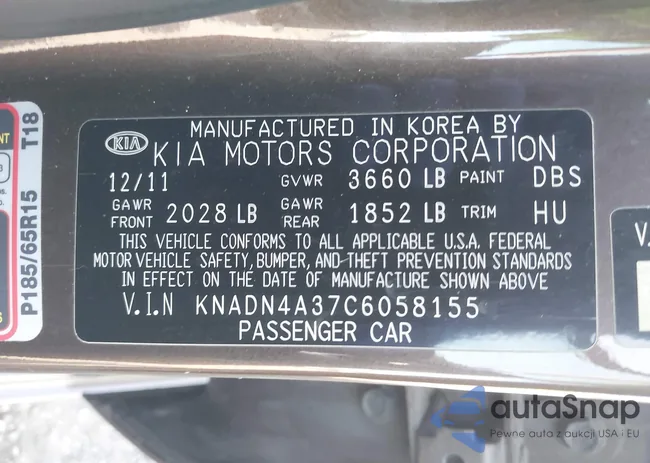 MANUFACTURED IN KOREA BY
KIA KIA MOTORS CORPORATION
12/11 GVWR 3660 LB PAINT DBS
GAWR FRONT 2028 LB GAWR REAR 1852 LB TRIM HU
THIS VEHICLE CONFORMS TO ALL APPLICABLE U.S.A. FEDERAL
MOTOR VEHICLE SAFETY, BUMPER, AND THEFT PREVENTION STANDARDS
IN EFFECT ON THE DATE OF MANUFACTURE SHOWN ABOVE
V.I.N KNADN4A37C6058155
PASSENGER CAR
P185/65R15 T18
V.
autaSnap
Pewne auta z aukcji USA i EU